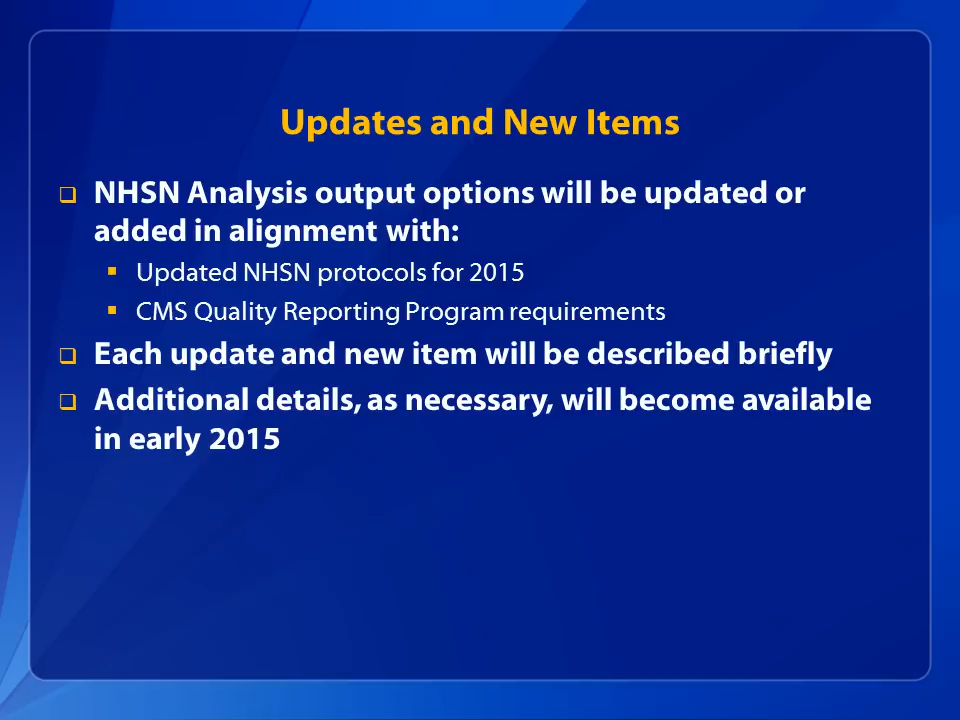 Updates and New Items
NHSN Analysis output options will be updated or
added in alignment with:
Updated NHSN protocols for 2015
CMS Quality Reporting Program requirements
Each update and new item will be described briefly
Additional details, as necessary, will become available
in early 2015